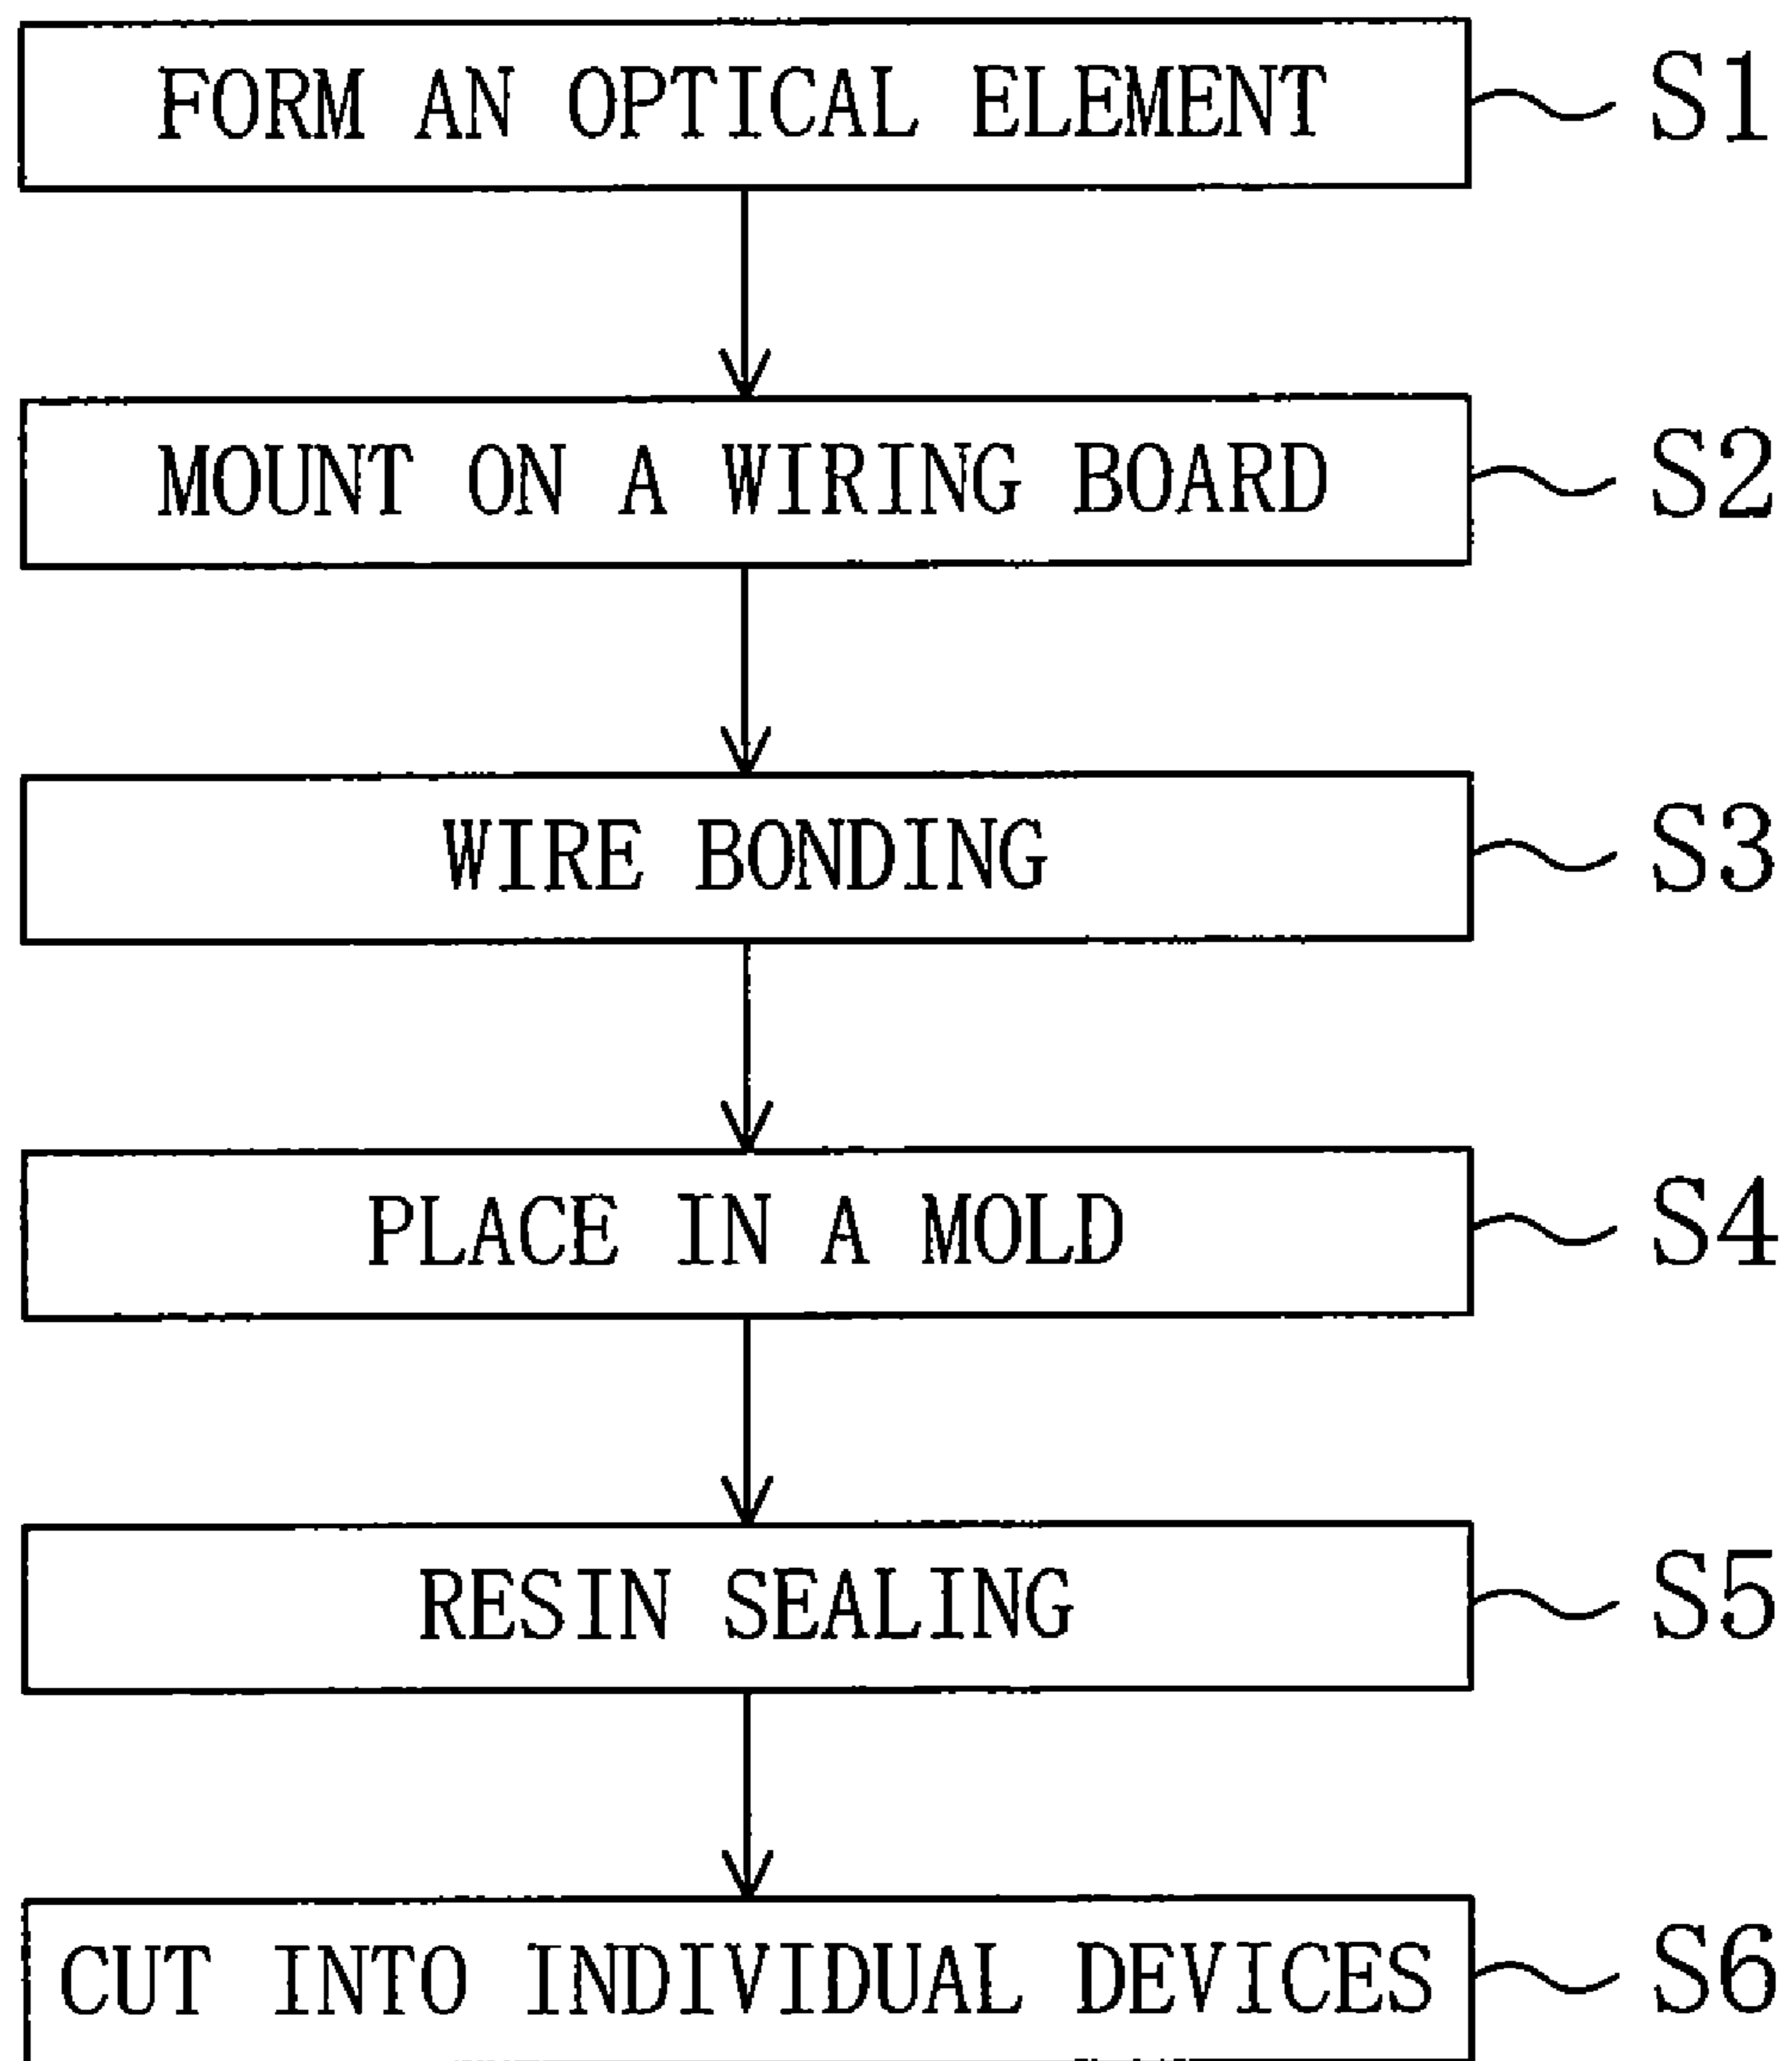 FORM AN OPTICAL ELEMENT S1
MOUNT ON A WIRING BOARD S2
WIRE BONDING S3
PLACE IN A MOLD S4
RESIN SEALING S5
CUT INTO INDIVIDUAL DEVICES S6